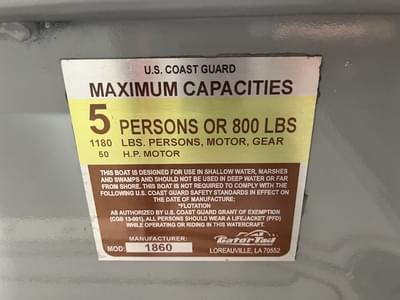 U.S. COAST GUARD
MAXIMUM CAPACITIES
5 PERSONS OR 800 LBS
1180 LBS. PERSONS, MOTOR, GEAR
50 H.P. MOTOR
THIS BOAT IS DESIGNED FOR USE IN SHALLOW WATER, MARSHES
AND SWAMPS AND SHOULD NOT BE USED IN DEEP WATER OR FAR
FROM SHORE. THIS BOAT IS NOT REQUIRED TO COMPLY WITH THE
FOLLOWING U.S. COAST GUARD SAFETY STANDARDS IN EFFECT ON
THE DATE OF MANUFACTURE:
*FLOTATION
AS AUTHORIZED BY U.S. COAST GUARD GRANT OF EXEMPTION
(CGB 13-001). ALL PERSONS SHOULD WEAR A LIFEJACKET (PFD)
WHILE OPERATING OR RIDING IN THIS WATERCRAFT.
MANUFACTURER:
MOD: 1860
GatorTail
LOREAUVILLE, LA 70552